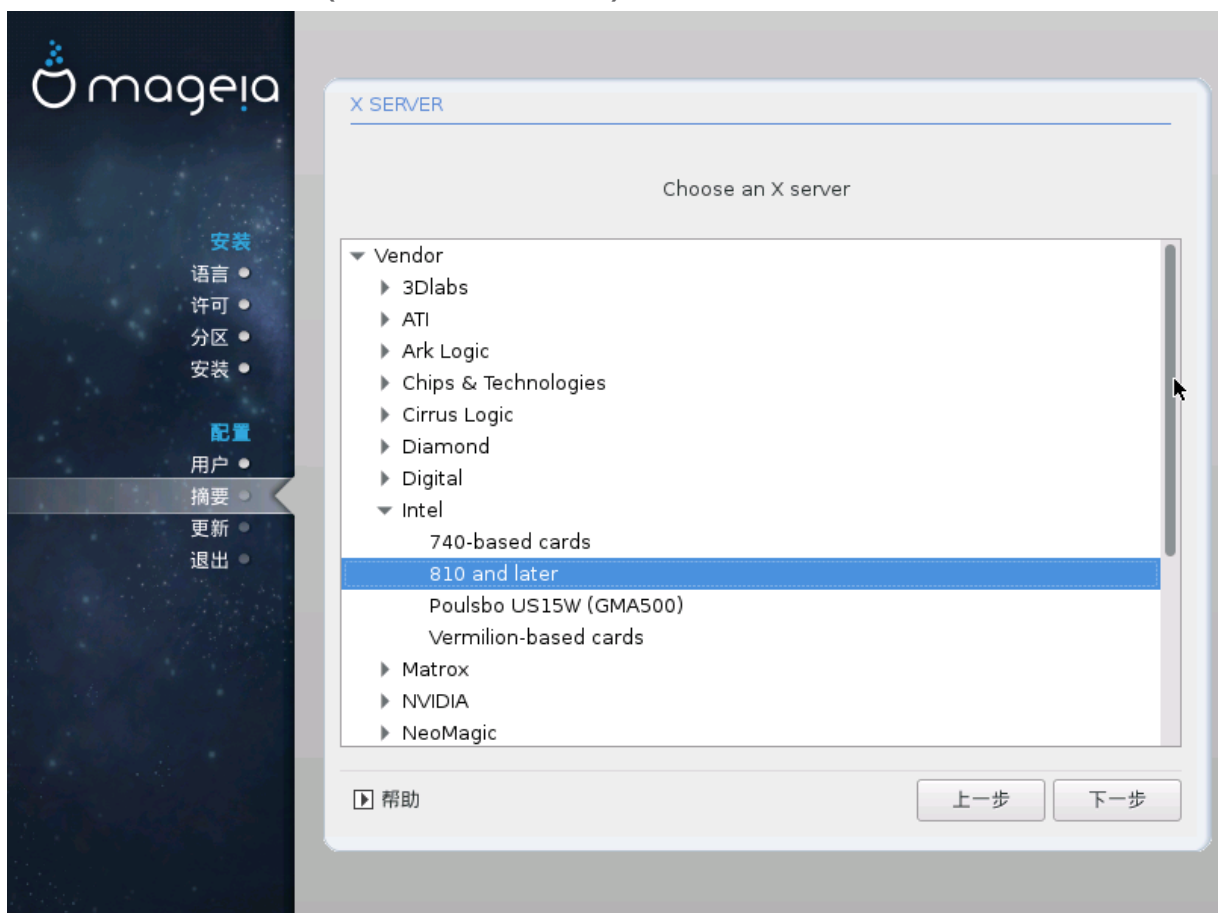 mageia
安装
语言
许可
分区
安装
配置
用户
摘要
更新
退出
X SERVER
Choose an X server
Vendor
3Dlabs
ATI
Ark Logic
Chips & Technologies
Cirrus Logic
Diamond
Digital
Intel
740-based cards
810 and later
Poulsbo US15W (GMA500)
Vermilion-based cards
Matrox
NVIDIA
NeoMagic
帮助
上一步
下一步